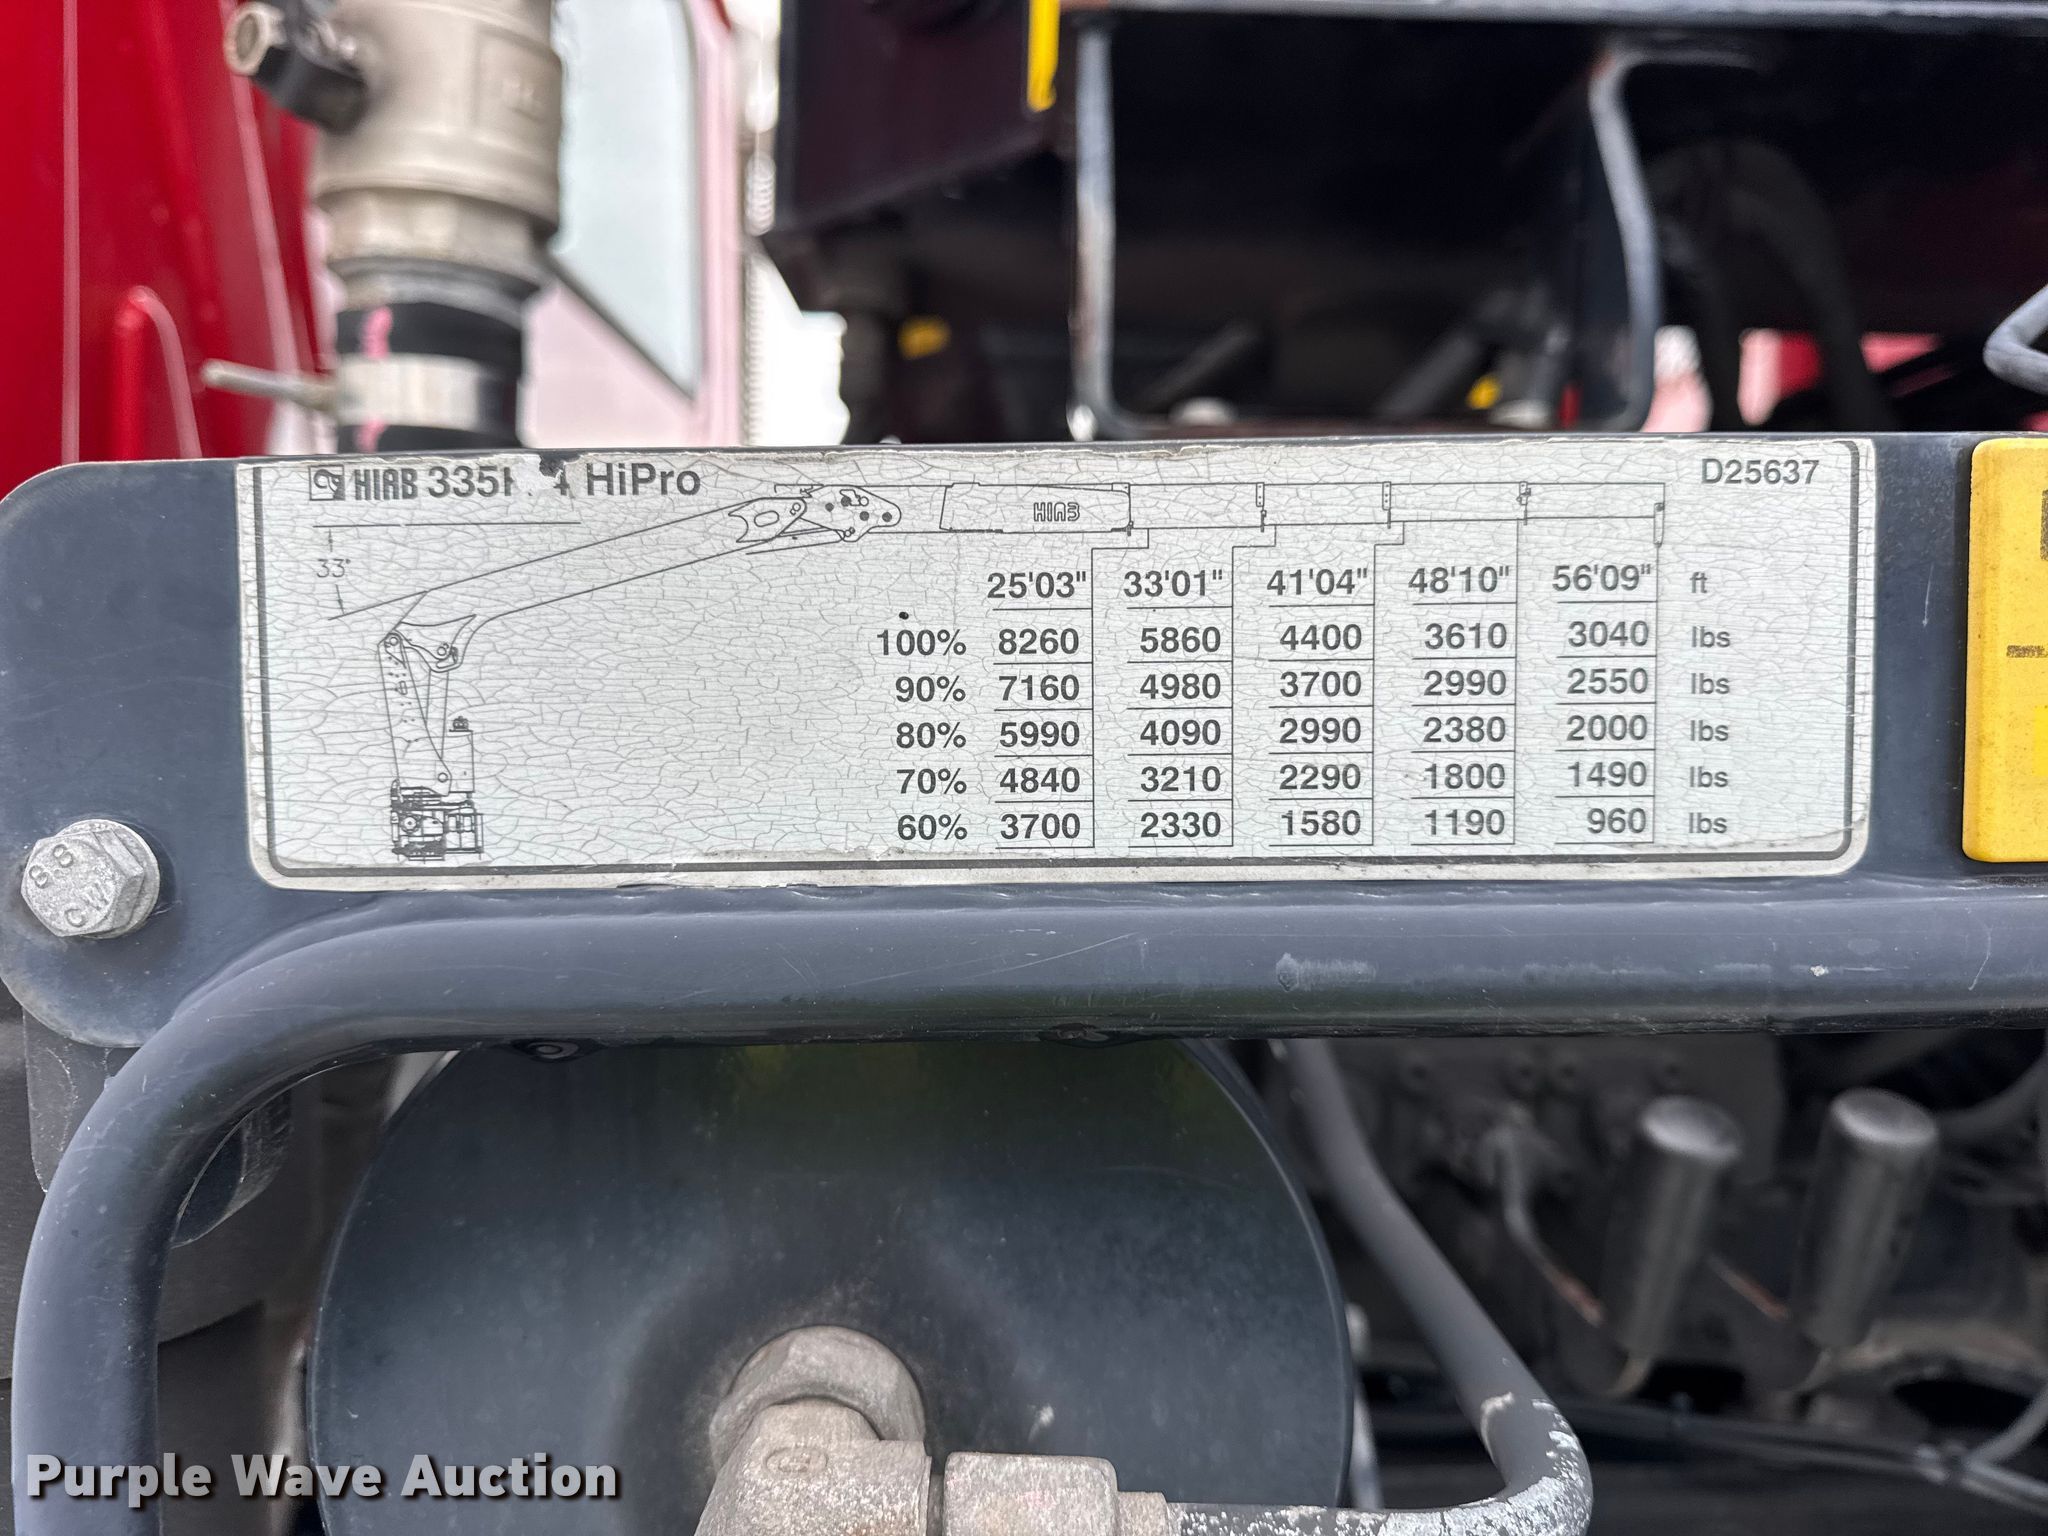 HIAB HiPro D25637
HIAB
33°
25'03" 33'01" 41'04" 48'10" 56'09" ft
100% 8260 5860 4400 3610 3040 lbs
90% 7160 4980 3700 2990 2550 lbs
80% 5990 4090 2990 2380 2000 lbs
70% 4840 3210 2290 1800 1490 lbs
60% 3700 2330 1580 1190 960 lbs
8.8
CW
Purple Wave Auction